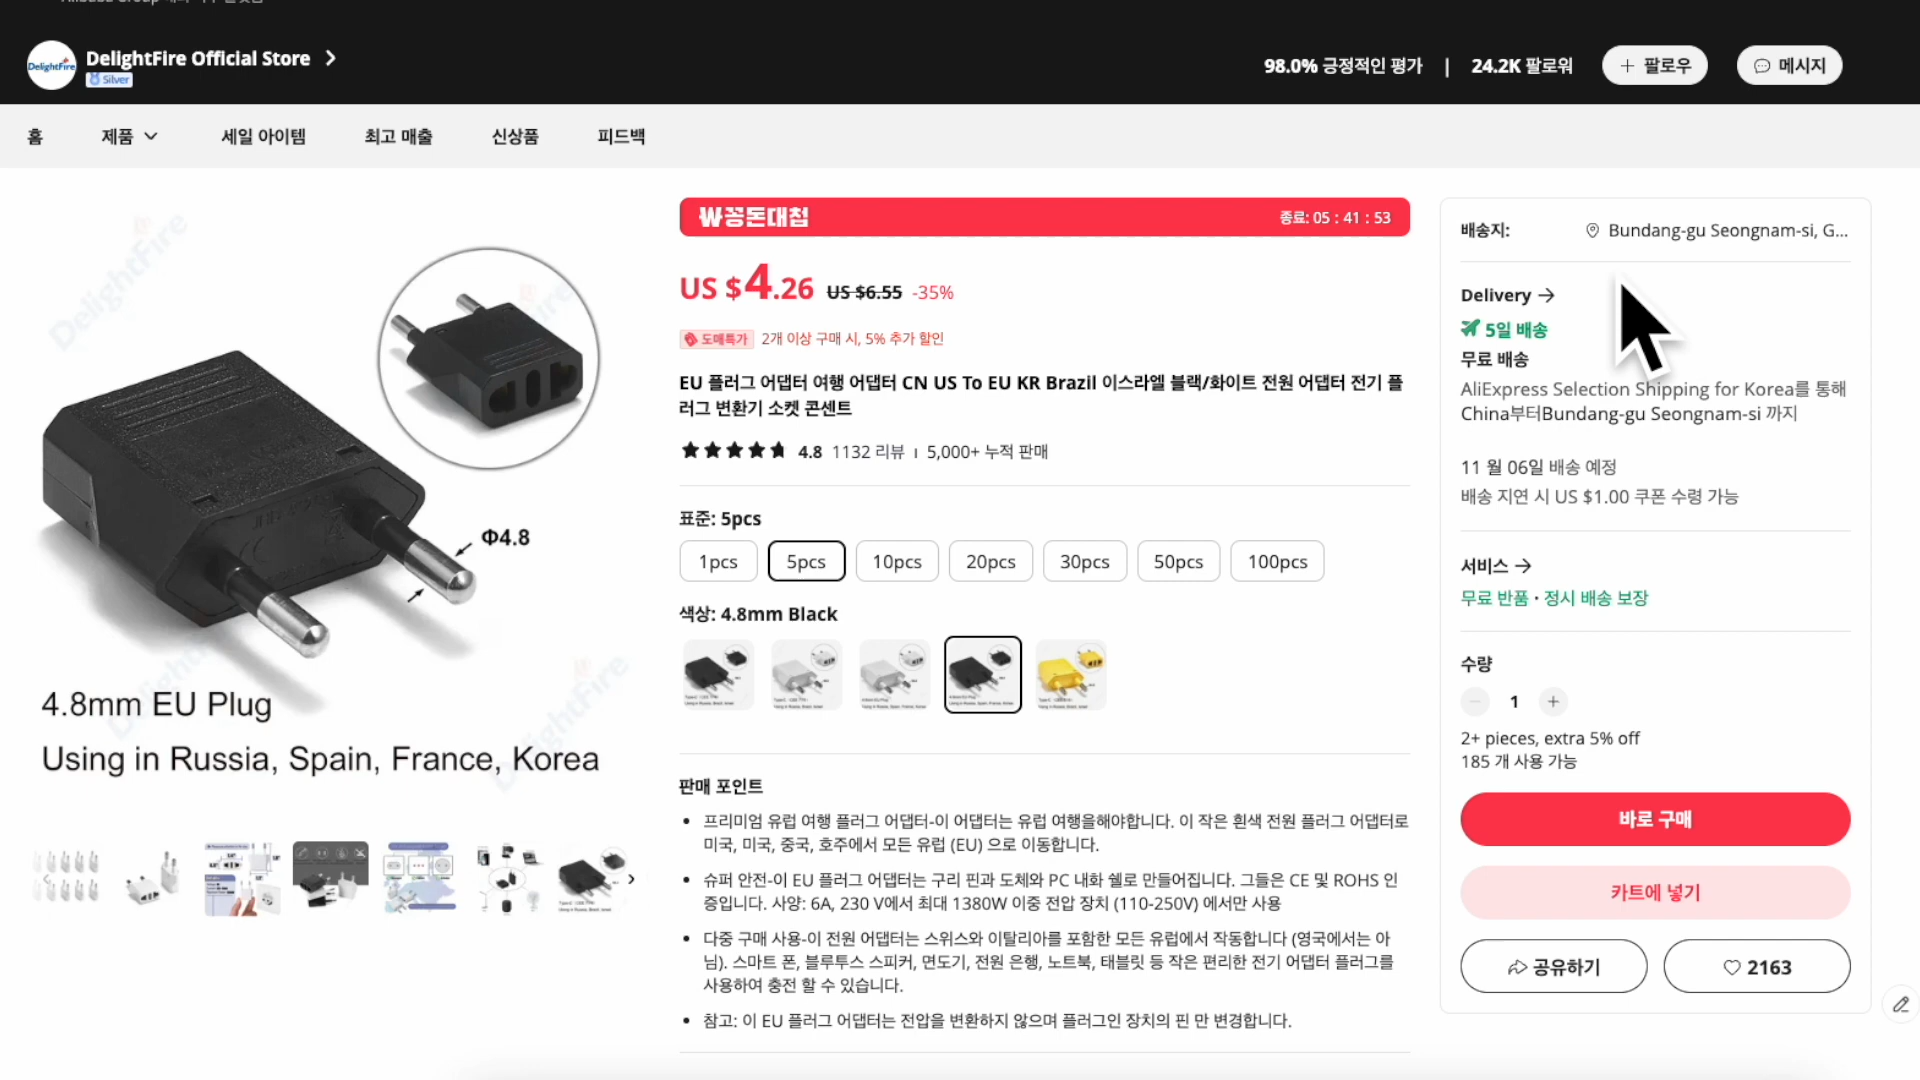 DelightFire Official Store
DelightFire
Silver
98.0% 긍정적인 평가 | 24.2K 팔로워
+ 팔로우
메시지
홈
제품
세일 아이템
최고 매출
신상품
피드백
DelightFire
Φ4.8
4.8mm EU Plug
Using in Russia, Spain, France, Korea
₩꽁돈대첩
종료: 05 : 41 : 53
US $4.26 US $6.55 -35%
도매특가 2개 이상 구매 시, 5% 추가 할인
EU 플러그 어댑터 여행 어댑터 CN US To EU KR Brazil 이스라엘 블랙/화이트 전원 어댑터 전기 플
러그 변환기 소켓 콘센트
4.8 1132 리뷰 | 5,000+ 누적 판매
표준: 5pcs
1pcs
5pcs
10pcs
20pcs
30pcs
50pcs
100pcs
색상: 4.8mm Black
판매 포인트
• 프리미엄 유럽 여행 플러그 어댑터-이 어댑터는 유럽 여행을해야합니다. 이 작은 흰색 전원 플러그 어댑터로
미국, 미국, 중국, 호주에서 모든 유럽 (EU) 으로 이동합니다.
• 슈퍼 안전-이 EU 플러그 어댑터는 구리 핀과 도체와 PC 내화 쉘로 만들어집니다. 그들은 CE 및 ROHS 인
증입니다. 사양: 6A, 230 V에서 최대 1380W 이중 전압 장치 (110-250V) 에서만 사용
• 다중 구매 사용-이 전원 어댑터는 스위스와 이탈리아를 포함한 모든 유럽에서 작동합니다 (영국에서는 아
님). 스마트 폰, 블루투스 스피커, 면도기, 전원 은행, 노트북, 태블릿 등 작은 편리한 전기 어댑터 플러그를
사용하여 충전 할 수 있습니다.
• 참고: 이 EU 플러그 어댑터는 전압을 변환하지 않으며 플러그인 장치의 핀 만 변경합니다.
배송지:
Bundang-gu Seongnam-si, G...
Delivery →
5일 배송
무료 배송
AliExpress Selection Shipping for Korea를 통해
China부터Bundang-gu Seongnam-si 까지
11 월 06일 배송 예정
배송 지연 시 US $1.00 쿠폰 수령 가능
서비스 →
무료 반품 • 정시 배송 보장
수량
− 1 +
2+ pieces, extra 5% off
185 개 사용 가능
바로 구매
카트에 넣기
공유하기
2163